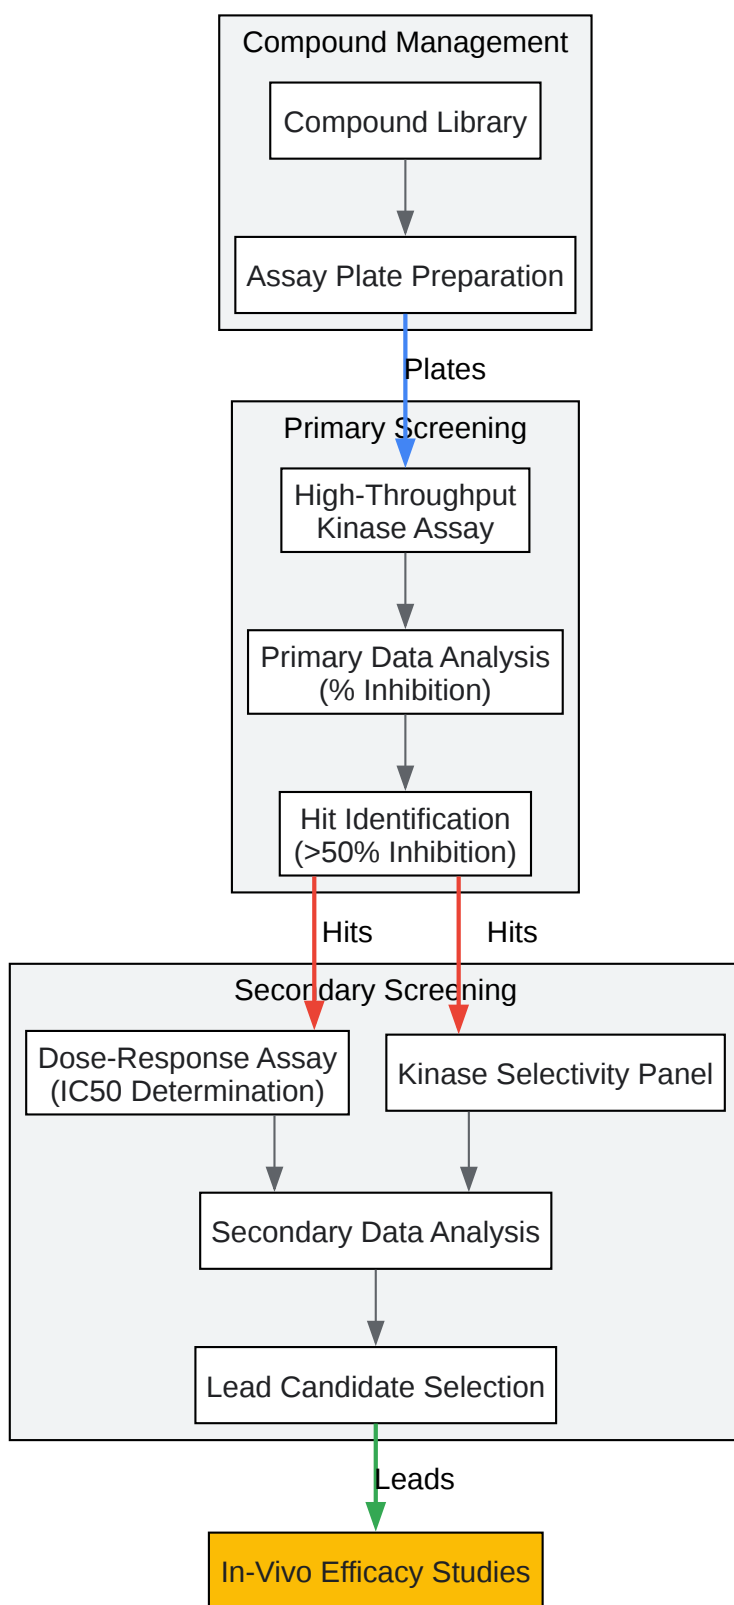 Compound Management
Compound Library
Assay Plate Preparation
Plates
Primary Screening
High-Throughput
Kinase Assay
Primary Data Analysis
(% Inhibition)
Hit Identification
(>50% Inhibition)
Hits
Hits
Secondary Screening
Dose-Response Assay
(IC50 Determination)
Kinase Selectivity Panel
Secondary Data Analysis
Lead Candidate Selection
Leads
In-Vivo Efficacy Studies